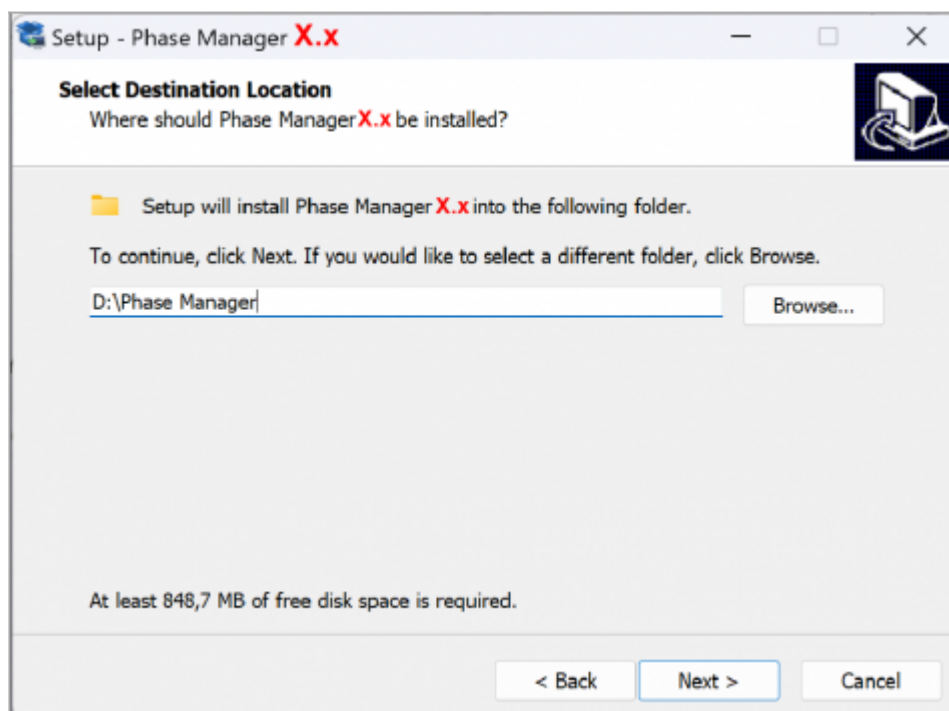 Setup - Phase Manager X.x
Select Destination Location
Where should Phase Manager X.x be installed?
Setup will install Phase Manager X.x into the following folder.
To continue, click Next. If you would like to select a different folder, click Browse.
D:\Phase Manager
Browse...
At least 848,7 MB of free disk space is required.
< Back
Next >
Cancel